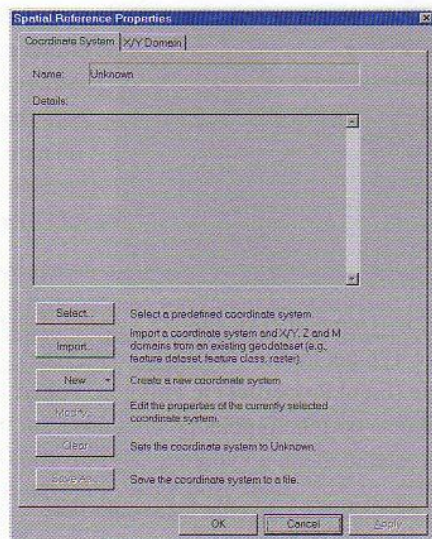 Spatial Reference Properties
Coordinate System
X/Y Domain
Name:
Unknown
Details:
Select...
Select a predefined coordinate system.
Import...
Import a coordinate system and X/Y, Z and M
domains from an existing geodataset (e.g.,
feature dataset, feature class, raster).
New
Create a new coordinate system.
Modify...
Edit the properties of the currently selected
coordinate system.
Clear
Sets the coordinate system to Unknown.
Save As...
Save the coordinate system to a file.
OK
Cancel
Apply